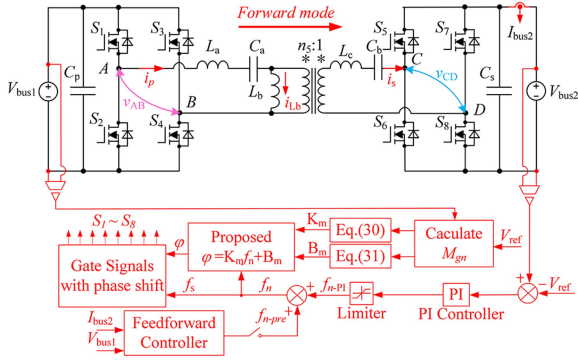 Forward mode
S1
S3
La
Ca
n5:1
Lc
Cb
S5
S7
Ibus2
A
ip
Lb
iLb
is
C
Vbus1
Cp
vAB
B
vCD
D
Cs
Vbus2
S2
S4
S6
S8
S1 ~ S8
Gate Signals
with phase shift
φ
Proposed
φ=Kmfn+Bm
Km
Eq.(30)
Bm
Eq.(31)
Caculate
Mgn
Vref
fs
fn
+
fn-PI
Limiter
PI
PI Controller
+
−Vref
Ibus2
Vbus1
Feedforward
Controller
fn-pre
+